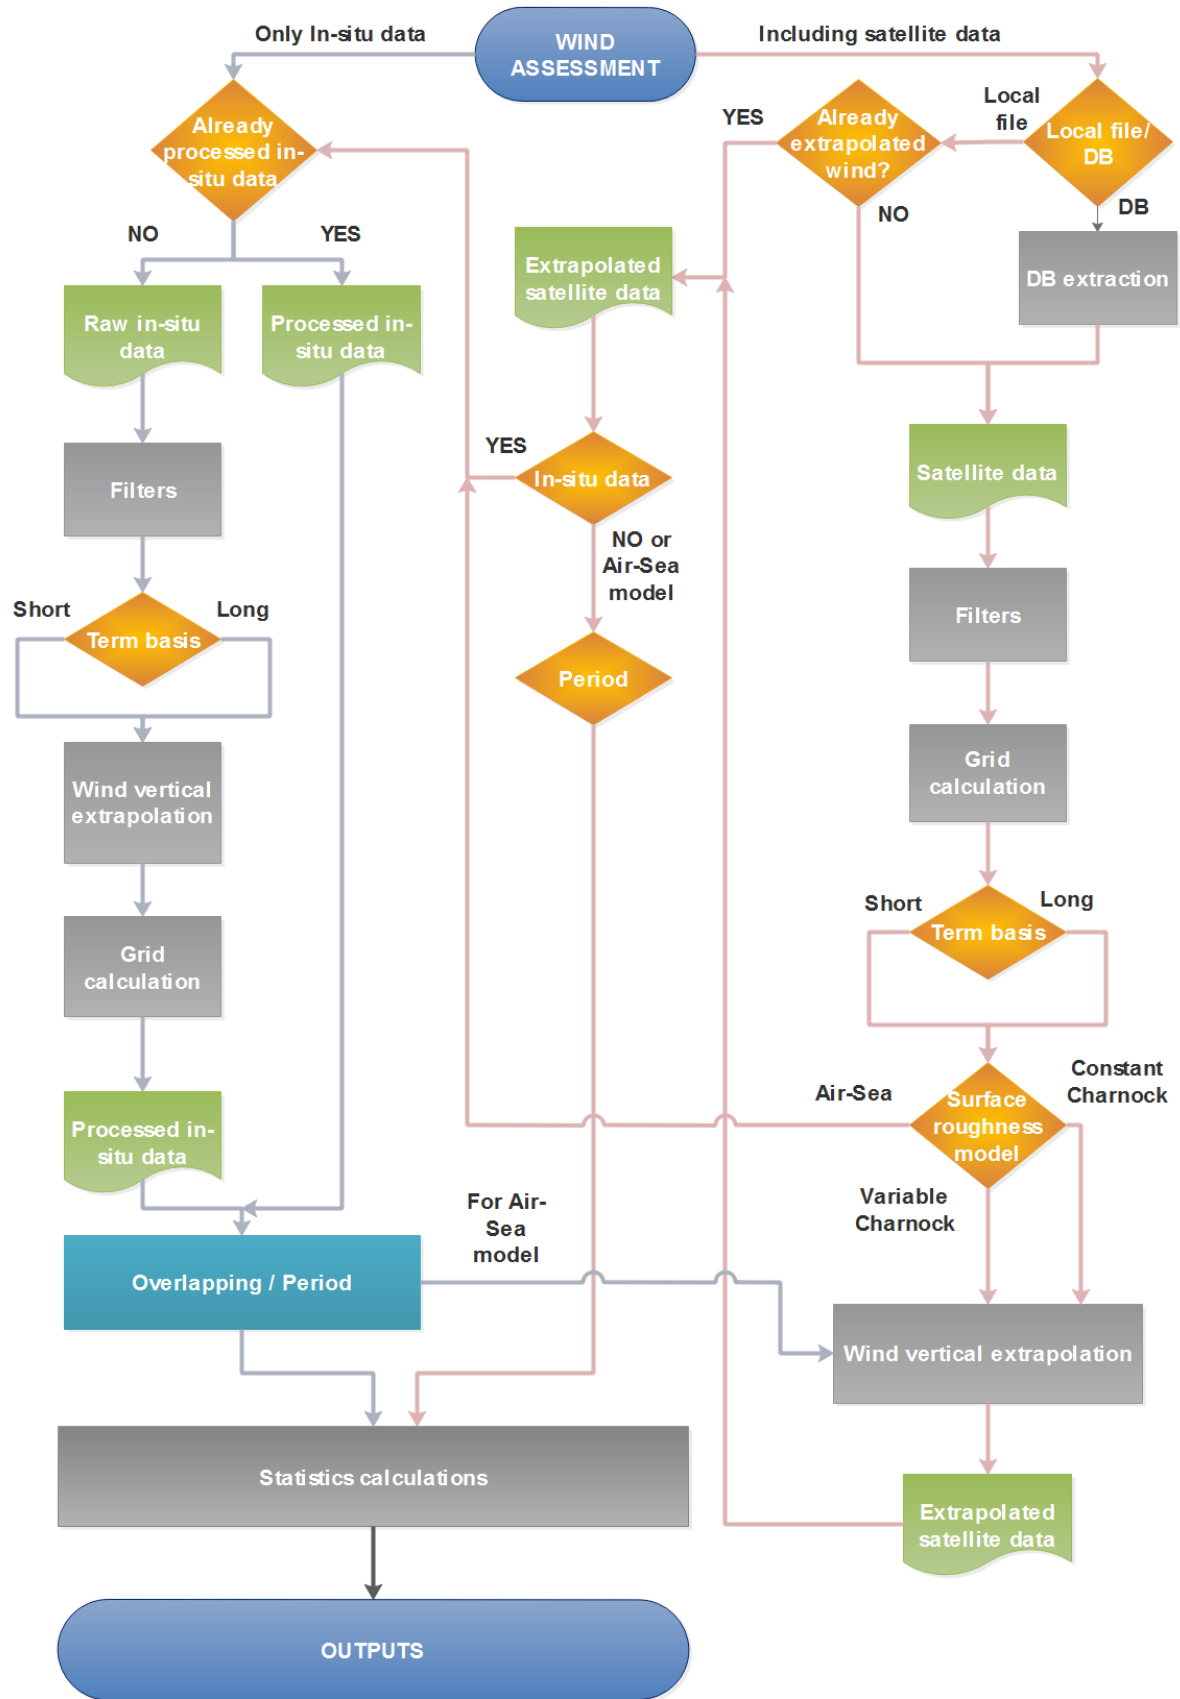 Only In-situ data
WIND
ASSESSMENT
Including satellite data
Already
processed in-
situ data
YES
Already
extrapolated
wind?
Local
file
Local file/
DB
NO
DB
NO
YES
Extrapolated
satellite data
DB extraction
Raw in-situ
data
Processed in-
situ data
YES
In-situ data
Satellite data
Filters
NO or
Air-Sea
model
Filters
Short
Long
Term basis
Period
Grid
calculation
Wind vertical
extrapolation
Short
Long
Term basis
Grid
calculation
Air-Sea
Surface
roughness
model
Constant
Charnock
Processed in-
situ data
Variable
Charnock
For Air-
Sea
model
Overlapping / Period
Wind vertical extrapolation
Statistics calculations
Extrapolated
satellite data
OUTPUTS